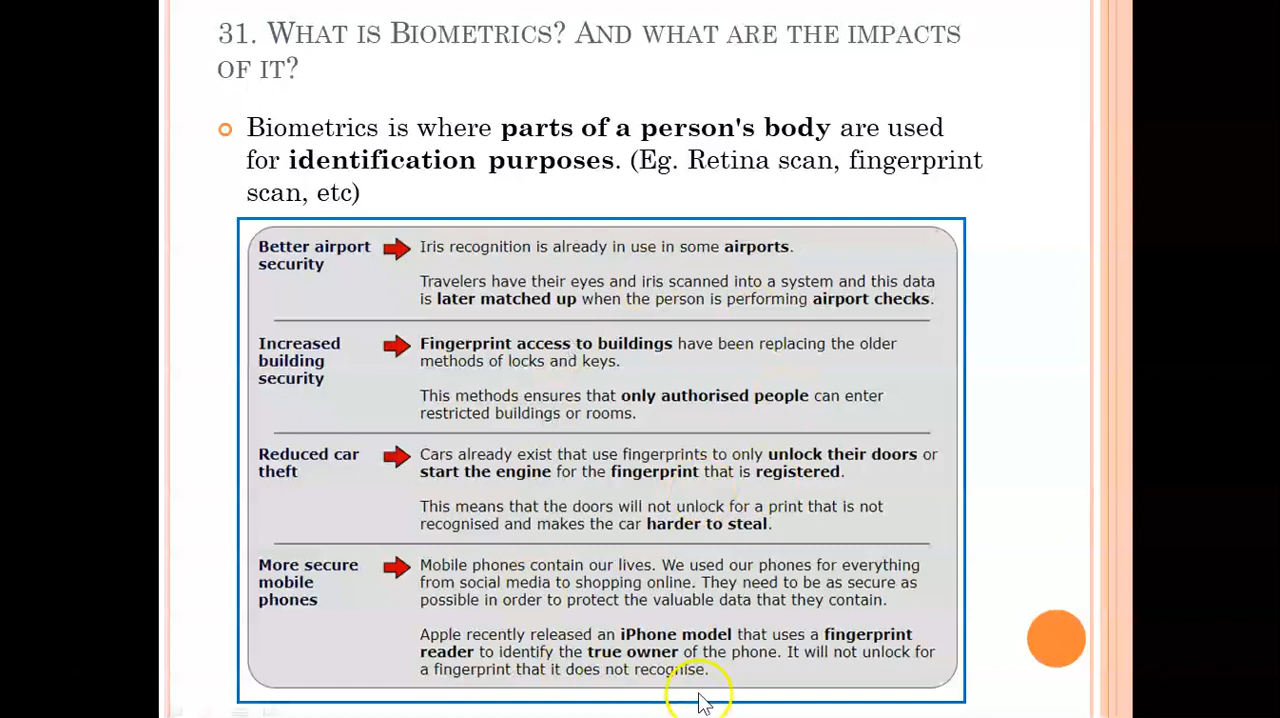 31. WHAT IS BIOMETRICS? AND WHAT ARE THE IMPACTS
OF IT?
Biometrics is where parts of a person's body are used
for identification purposes. (Eg. Retina scan, fingerprint
scan, etc)
Better airport
security
Iris recognition is already in use in some airports.
Travelers have their eyes and iris scanned into a system and this data
is later matched up when the person is performing airport checks.
Increased
building
security
Fingerprint access to buildings have been replacing the older
methods of locks and keys.
This methods ensures that only authorised people can enter
restricted buildings or rooms.
Reduced car
theft
Cars already exist that use fingerprints to only unlock their doors or
start the engine for the fingerprint that is registered.
This means that the doors will not unlock for a print that is not
recognised and makes the car harder to steal.
More secure
mobile
phones
Mobile phones contain our lives. We used our phones for everything
from social media to shopping online. They need to be as secure as
possible in order to protect the valuable data that they contain.
Apple recently released an iPhone model that uses a fingerprint
reader to identify the true owner of the phone. It will not unlock for
a fingerprint that it does not recognise.